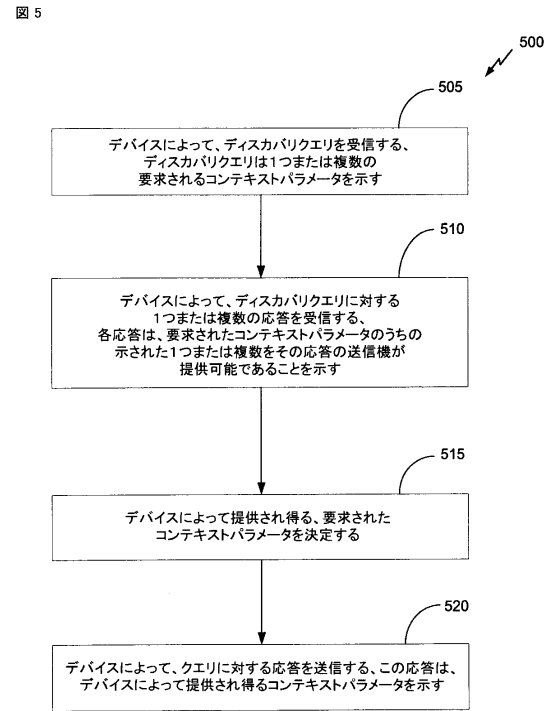 図 5
500
505
デバイスによって、ディスカバリクエリを受信する、
ディスカバリクエリは1つまたは複数の
要求されるコンテキストパラメータを示す
510
デバイスによって、ディスカバリクエリに対する
1つまたは複数の応答を受信する、
各応答は、要求されたコンテキストパラメータのうちの
示された1つまたは複数をその応答の送信機が
提供可能であることを示す
515
デバイスによって提供され得る、要求された
コンテキストパラメータを決定する
520
デバイスによって、クエリに対する応答を送信する、この応答は、
デバイスによって提供され得るコンテキストパラメータを示す